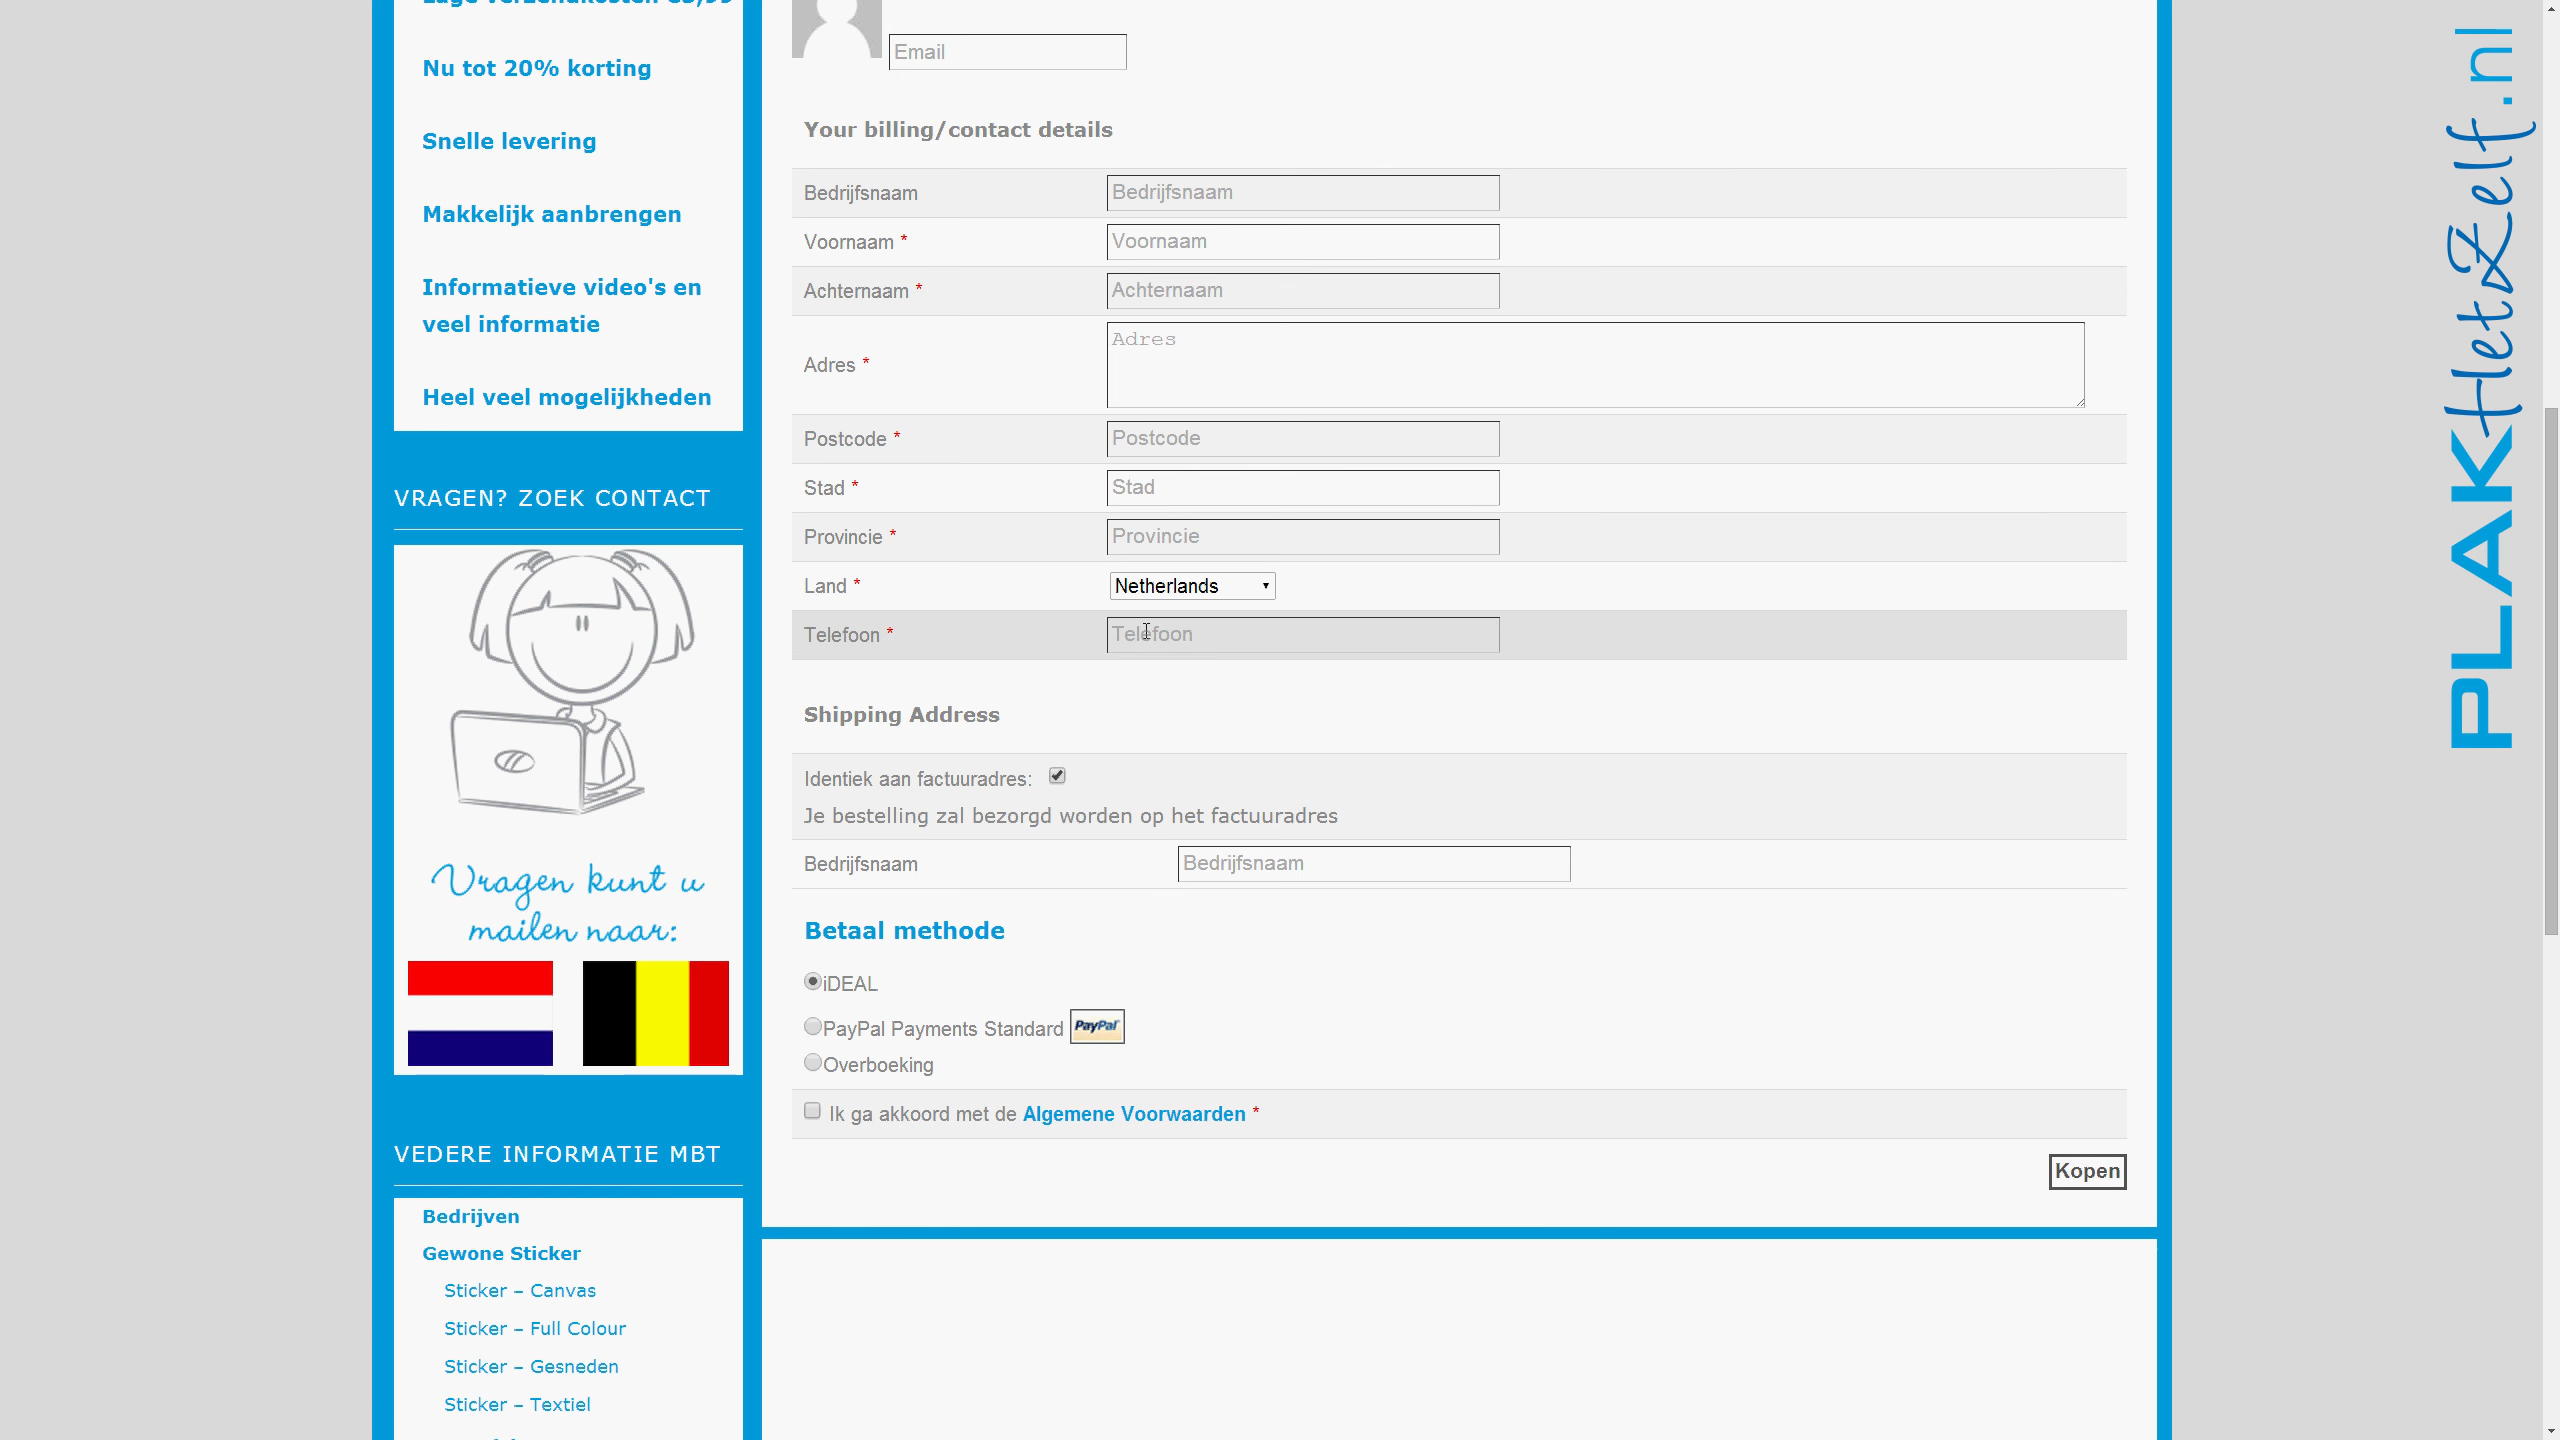 Lage verzendkosten €5,99
Nu tot 20% korting
Snelle levering
Makkelijk aanbrengen
Informatieve video's en
veel informatie
Heel veel mogelijkheden
VRAGEN? ZOEK CONTACT
Vragen kunt u
mailen naar:
VEDERE INFORMATIE MBT
Bedrijven
Gewone Sticker
Sticker – Canvas
Sticker – Full Colour
Sticker – Gesneden
Sticker – Textiel
Email
Your billing/contact details
Bedrijfsnaam Bedrijfsnaam
Voornaam * Voornaam
Achternaam * Achternaam
Adres * Adres
Postcode * Postcode
Stad * Stad
Provincie * Provincie
Land * Netherlands
Telefoon * Telefoon
Shipping Address
Identiek aan factuuradres:
Je bestelling zal bezorgd worden op het factuuradres
Bedrijfsnaam Bedrijfsnaam
Betaal methode
iDEAL
PayPal Payments Standard PayPal
Overboeking
Ik ga akkoord met de Algemene Voorwaarden *
Kopen
PLAKHetZelf.nl